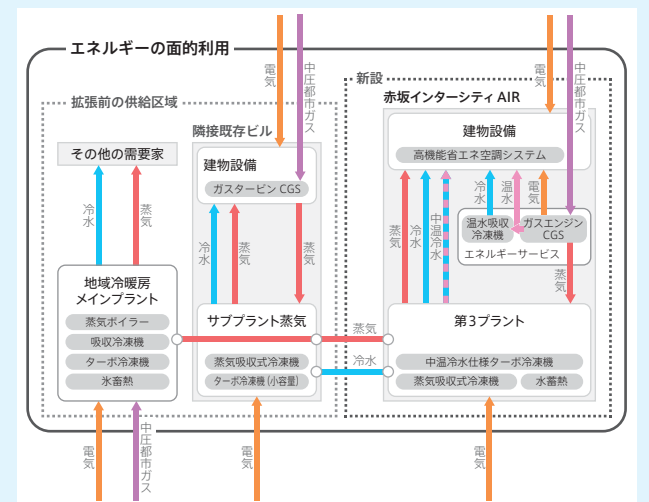 エネルギーの面的利用
電気
中圧都市ガス
電気
中圧都市ガス
新設
拡張前の供給区域
赤坂インターシティ AIR
隣接既存ビル
建物設備
高機能省エネ空調システム
その他の需要家
建物設備
ガスタービン CGS
冷水
蒸気
冷水
蒸気
蒸気
蒸気
冷水
中温冷水
冷水
温水
電気
温水吸収
冷凍機
ガスエンジン
CGS
エネルギーサービス
蒸気
地域冷暖房
メインプラント
蒸気ボイラー
吸収冷凍機
ターボ冷凍機
氷蓄熱
サブプラント蒸気
蒸気吸収式冷凍機
ターボ冷凍機(小容量)
蒸気
冷水
第3プラント
中温冷水仕様ターボ冷凍機
蒸気吸収式冷凍機
水蓄熱
電気
中圧都市ガス
電気
電気